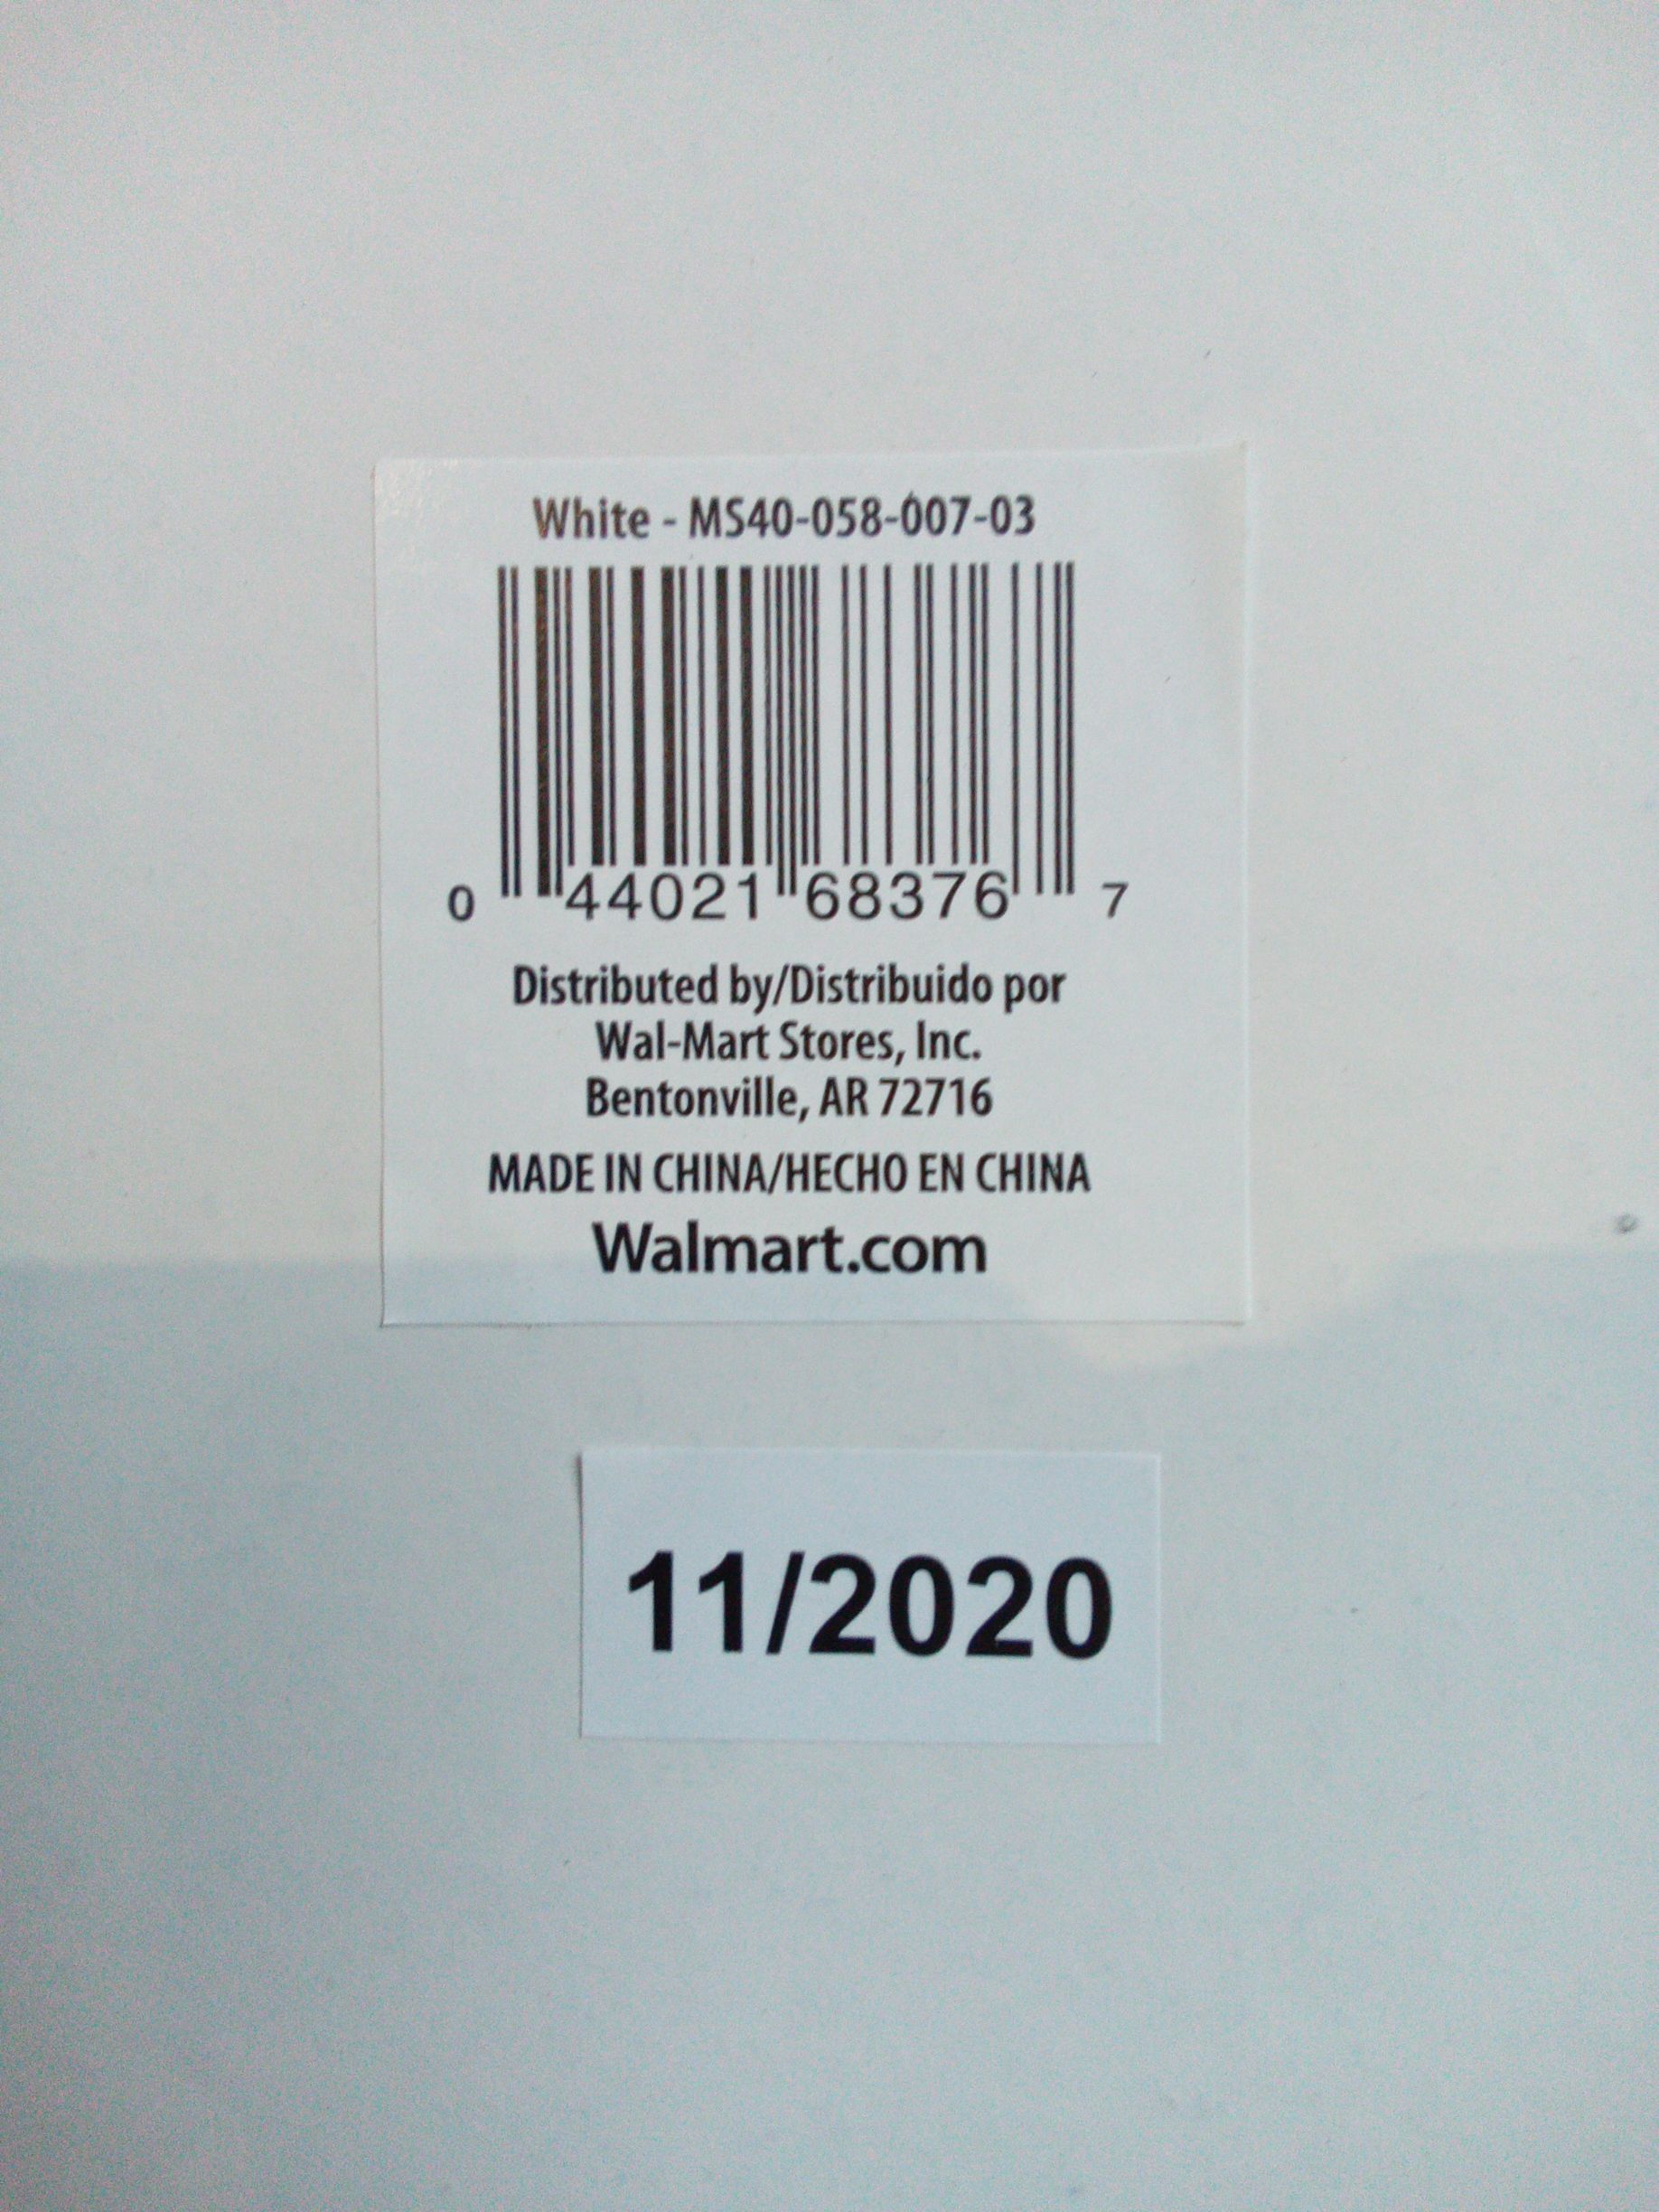 White - MS40-058-007-03
0 44021 68376 7
Distributed by/Distribuido por
Wal-Mart Stores, Inc.
Bentonville, AR 72716
MADE IN CHINA/HECHO EN CHINA
Walmart.com
11/2020